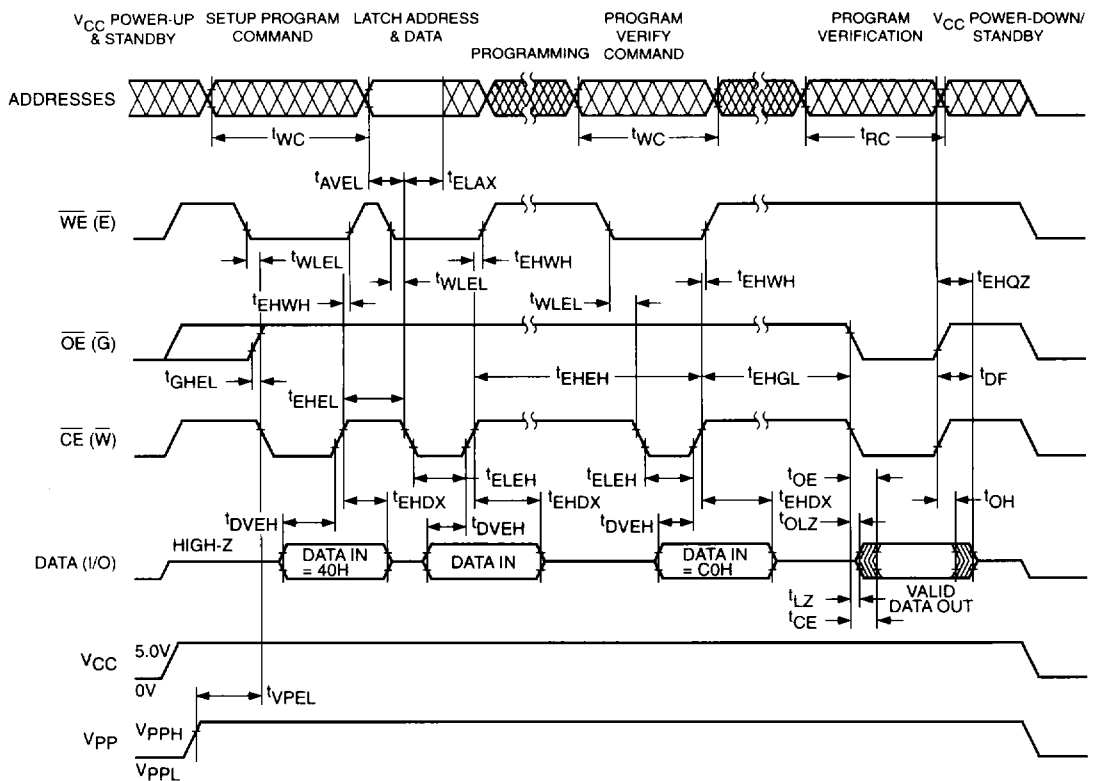 VCC POWER-UP
& STANDBY
SETUP PROGRAM
COMMAND
LATCH ADDRESS
& DATA
PROGRAMMING
PROGRAM
VERIFY
COMMAND
PROGRAM
VERIFICATION
VCC POWER-DOWN/
STANDBY
ADDRESSES
tWC
tWC
tRC
tAVEL
tELAX
WE (E)
tWLEL
tEHWH
tWLEL
tEHWH
tWLEL
tEHWH
tEHQZ
OE (G)
tGHEL
tEHEL
tEHEH
tEHGL
tDF
CE (W)
tELEH
tELEH
tOE
tEHDX
tEHDX
tEHDX
tOH
tDVEH
tDVEH
tDVEH
tOLZ
DATA (I/O)
HIGH-Z
DATA IN
= 40H
DATA IN
DATA IN
= C0H
VALID
DATA OUT
tLZ
tCE
VCC
5.0V
0V
tVPEL
VPP
VPPH
VPPL